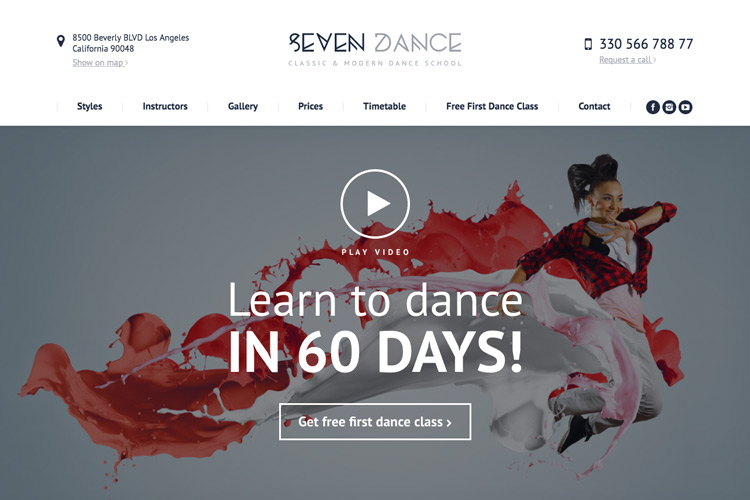 8500 Beverly BLVD Los Angeles
California 90048
Show on map ›
SEVEN DANCE
CLASSIC & MODERN DANCE SCHOOL
330 566 788 77
Request a call ›
Styles
Instructors
Gallery
Prices
Timetable
Free First Dance Class
Contact
PLAY VIDEO
Learn to dance
IN 60 DAYS!
Get free first dance class ›